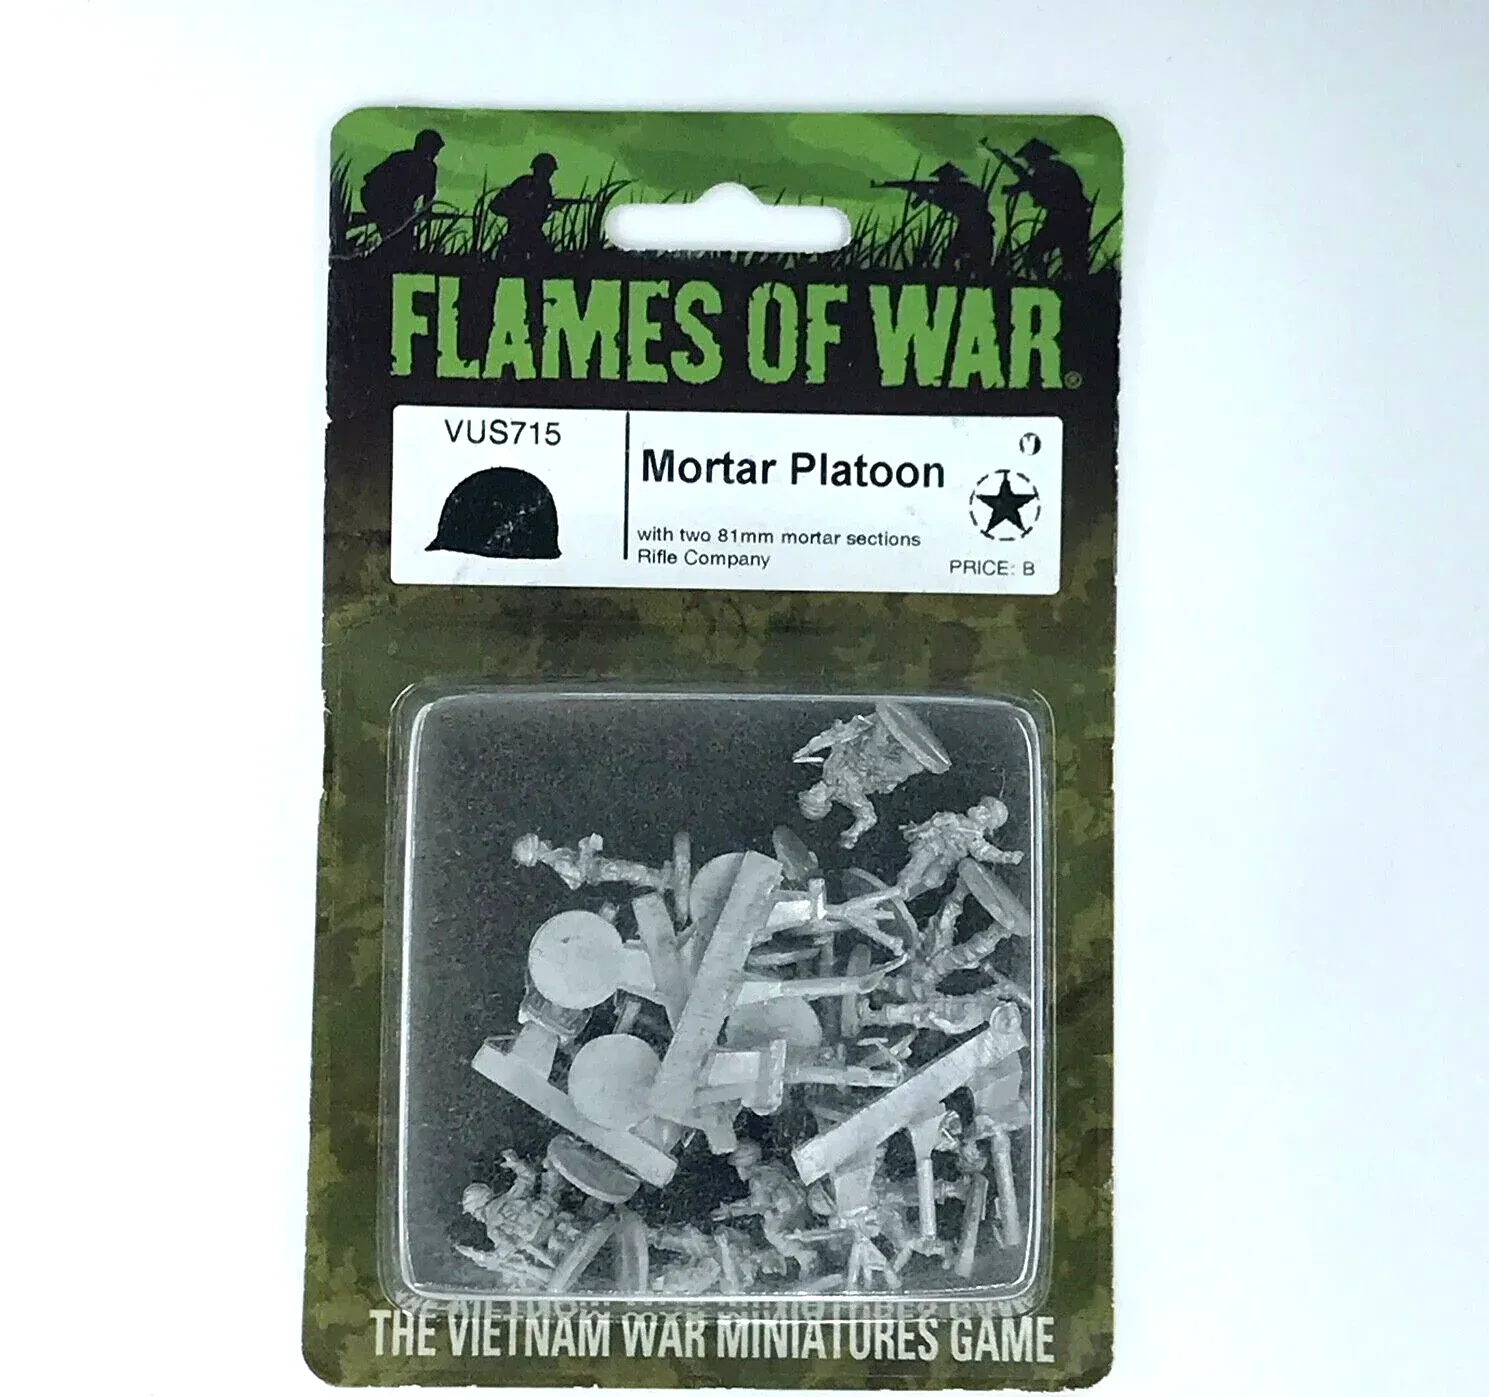 FLAMES OF WAR®
VUS715
Mortar Platoon
with two 81mm mortar sections
Rifle Company
PRICE: B
THE VIETNAM WAR MINIATURES GAME